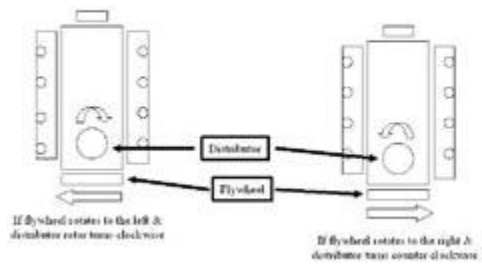 Distributor
Flywheel
If flywheel rotates to the left &
distributor rotor turns clockwise
If flywheel rotates to the right &
distributor turns counter clockwise